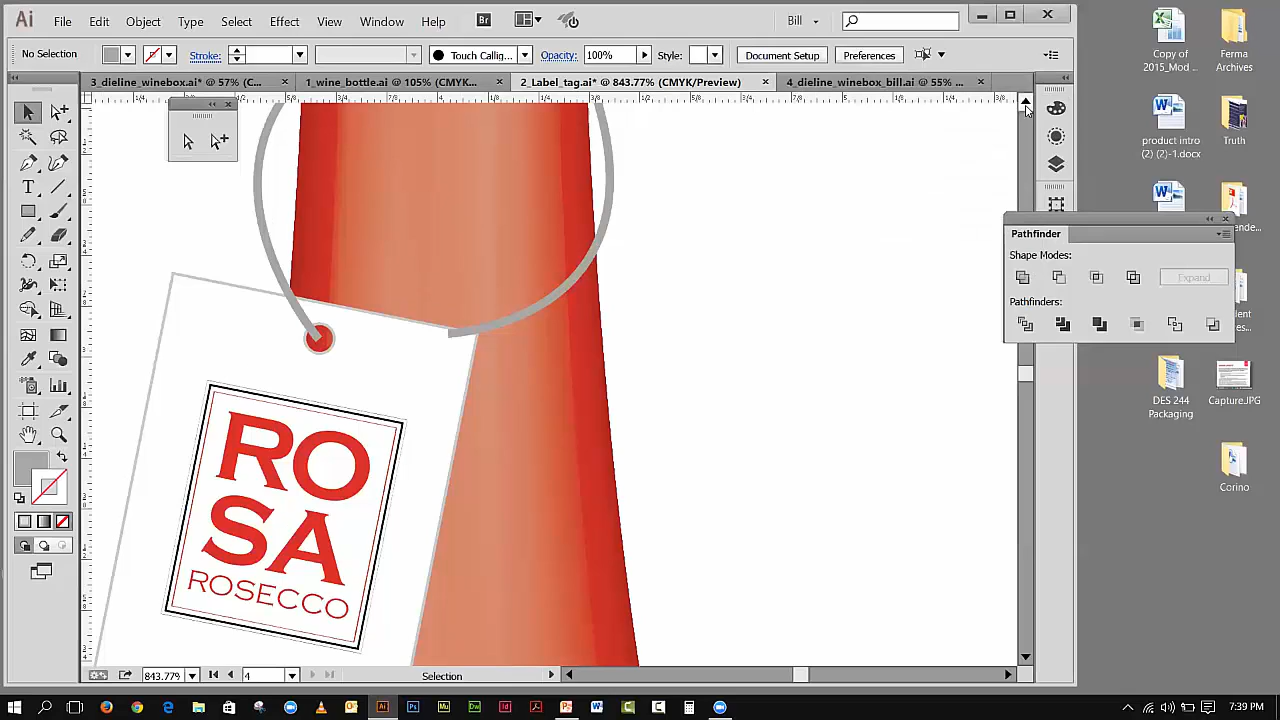 Ai File Edit Object Type Select Effect View Window Help Br Bill
No Selection Stroke: Touch Callig... Opacity: 100% Style: Document Setup Preferences
3_dieline_winebox.ai* @ 57% (C... 1_wine_bottle.ai @ 105% (CMYK... 2_Label_tag.ai* @ 843.77% (CMYK/Preview) 4_dieline_winebox_bill.ai @ 55% ...
Pathfinder
Shape Modes:
Expand
Pathfinders:
RO
SA
ROSECCO
843.77% 4 Selection
Copy of
2015_Mod ...
Ferma
Archives
product intro
(2) (2)-1.docx
Truth
DES 244
Packaging
Capture.JPG
Corino
7:39 PM